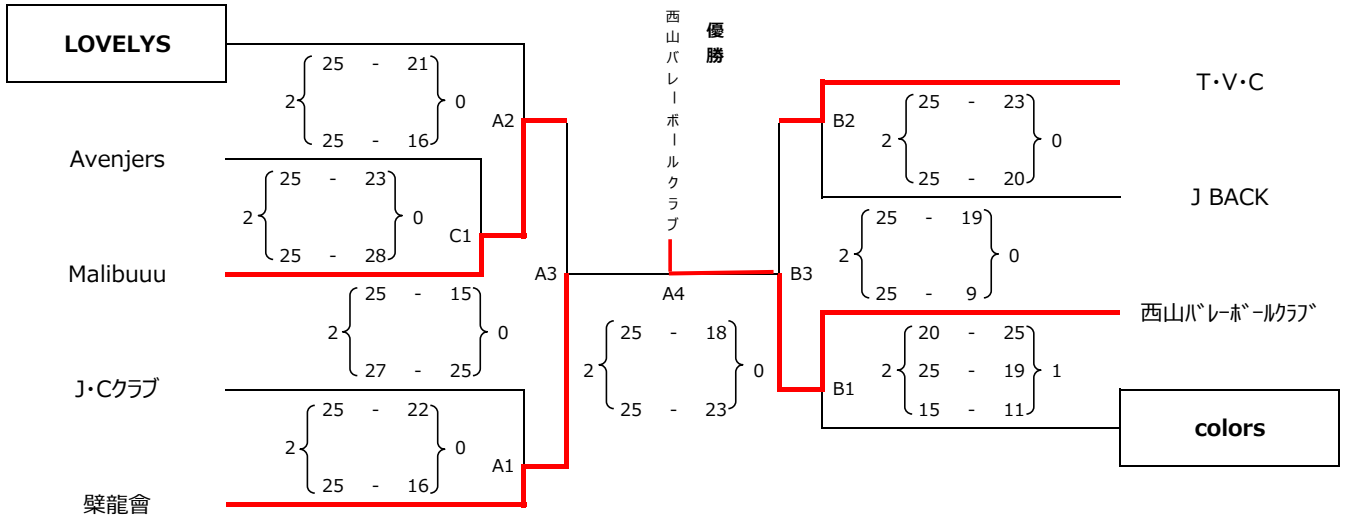 西山バレーボールクラブ
優勝
LOVELYS
25 - 21
2 0
25 - 16
A2
Avenjers
25 - 23
2 0
25 - 28
C1
Malibuuu
A3
25 - 15
2 0
27 - 25
J・Cクラブ
25 - 22
2 0
25 - 16
A1
檗龍會
A4
25 - 18
2 0
25 - 23
T・V・C
B2
25 - 23
2 0
25 - 20
J BACK
25 - 19
2 0
25 - 9
B3
西山ﾊﾞﾚｰﾎﾞｰﾙｸﾗﾌﾞ
20 - 25
2 25 - 19 1
15 - 11
B1
colors